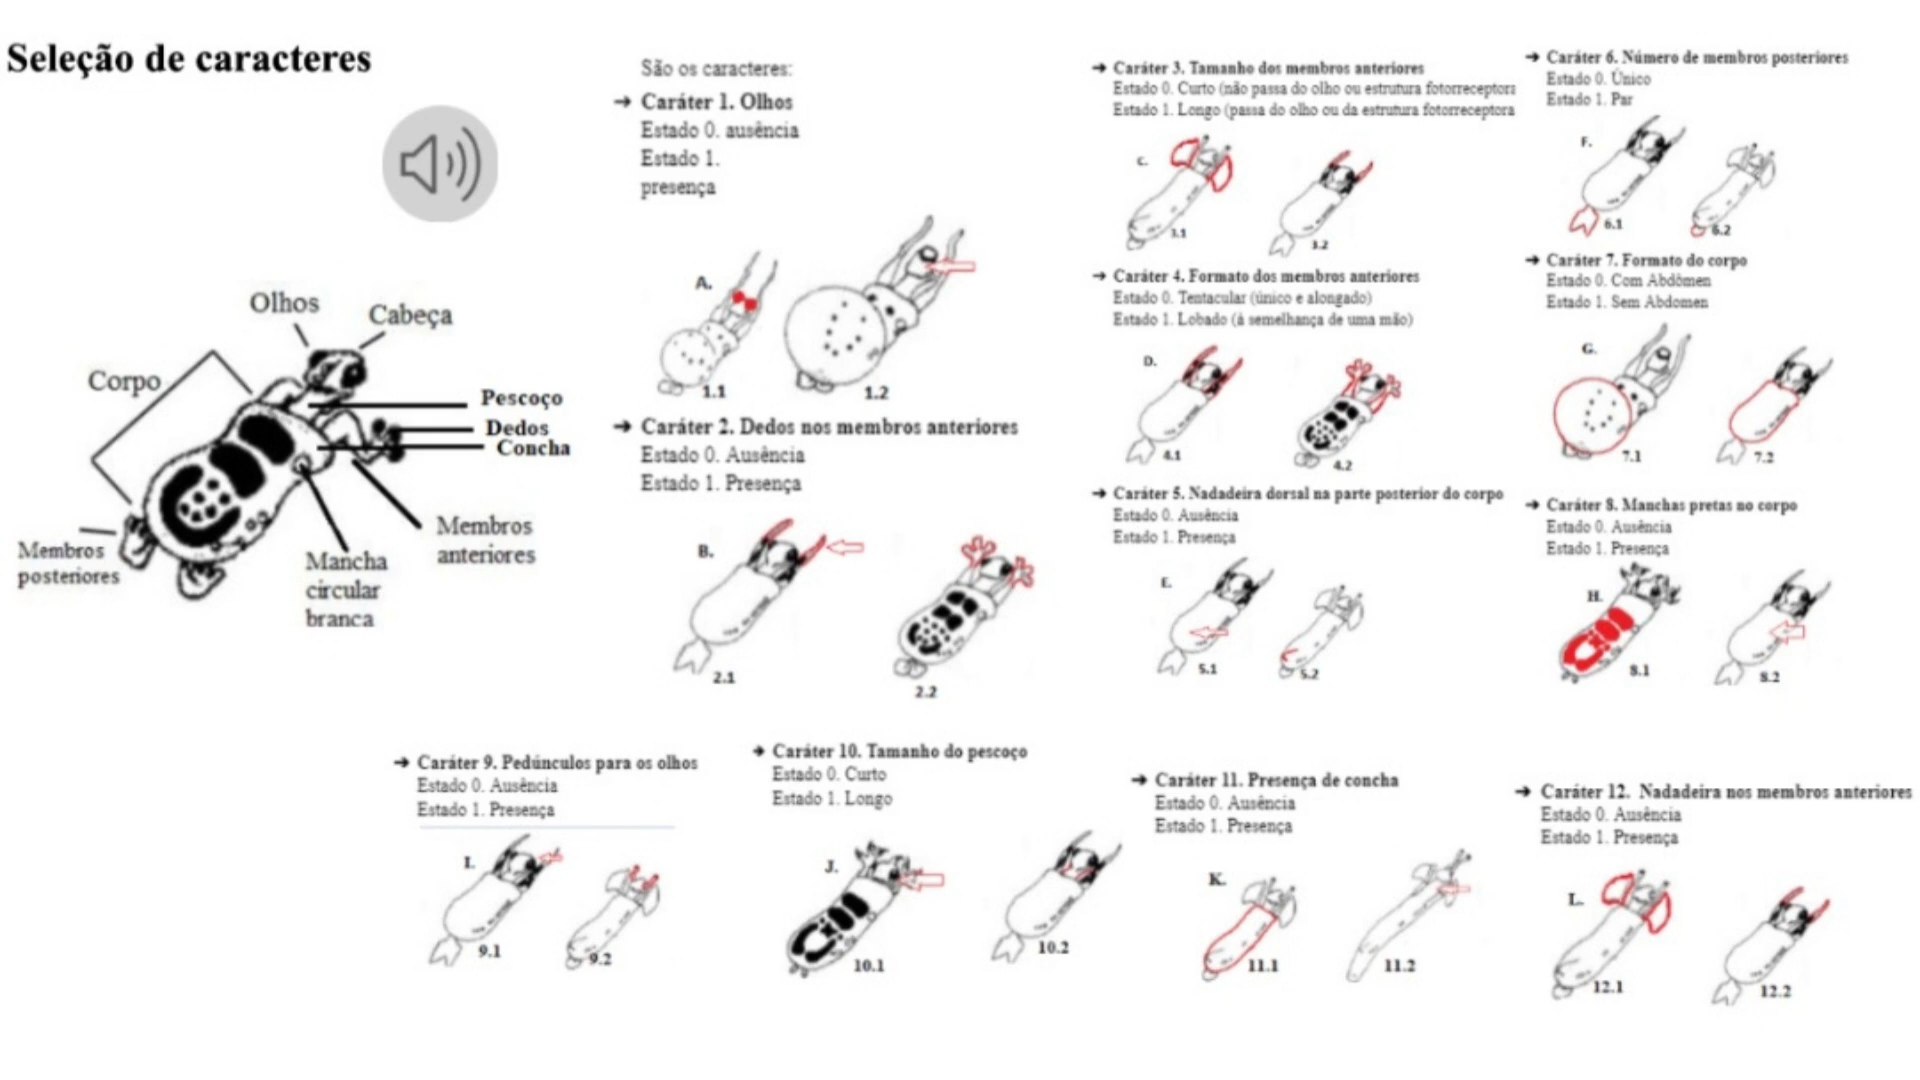 Seleção de caracteres
Olhos
Cabeça
Corpo
Pescoço
Dedos
Concha
Membros
anteriores
Mancha
circular
branca
Membros
posteriores
São os caracteres:
→ Caráter 1. Olhos
Estado 0. ausência
Estado 1.
presença
A.
1.1
1.2
→ Caráter 2. Dedos nos membros anteriores
Estado 0. Ausência
Estado 1. Presença
B.
2.1
2.2
→ Caráter 3. Tamanho dos membros anteriores
Estado 0. Curto (não passa do olho ou estrutura fotorreceptora
Estado 1. Longo (passa do olho ou da estrutura fotorreceptora
C.
3.1
3.2
→ Caráter 4. Formato dos membros anteriores
Estado 0. Tentacular (único e alongado)
Estado 1. Lobado (à semelhança de uma mão)
D.
4.1
4.2
→ Caráter 5. Nadadeira dorsal na parte posterior do corpo
Estado 0. Ausência
Estado 1. Presença
E.
5.1
5.2
→ Caráter 6. Número de membros posteriores
Estado 0. Único
Estado 1. Par
F.
6.1
6.2
→ Caráter 7. Formato do corpo
Estado 0. Com Abdômen
Estado 1. Sem Abdomen
G.
7.1
7.2
→ Caráter 8. Manchas pretas no corpo
Estado 0. Ausência
Estado 1. Presença
H.
8.1
8.2
→ Caráter 9. Pedúnculos para os olhos
Estado 0. Ausência
Estado 1. Presença
I.
9.1
9.2
→ Caráter 10. Tamanho do pescoço
Estado 0. Curto
Estado 1. Longo
J.
10.1
10.2
→ Caráter 11. Presença de concha
Estado 0. Ausência
Estado 1. Presença
K.
11.1
11.2
→ Caráter 12. Nadadeira nos membros anteriores
Estado 0. Ausência
Estado 1. Presença
L.
12.1
12.2